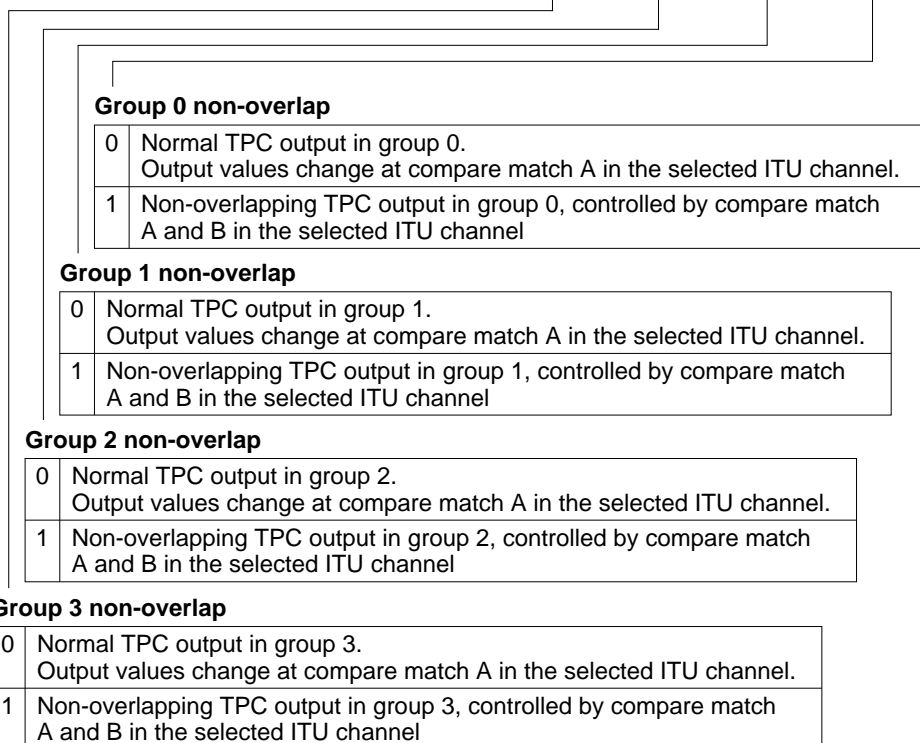 Group 0 non-overlap
0 Normal TPC output in group 0.
Output values change at compare match A in the selected ITU channel.
1 Non-overlapping TPC output in group 0, controlled by compare match
A and B in the selected ITU channel
Group 1 non-overlap
0 Normal TPC output in group 1.
Output values change at compare match A in the selected ITU channel.
1 Non-overlapping TPC output in group 1, controlled by compare match
A and B in the selected ITU channel
Group 2 non-overlap
0 Normal TPC output in group 2.
Output values change at compare match A in the selected ITU channel.
1 Non-overlapping TPC output in group 2, controlled by compare match
A and B in the selected ITU channel
Group 3 non-overlap
0 Normal TPC output in group 3.
Output values change at compare match A in the selected ITU channel.
1 Non-overlapping TPC output in group 3, controlled by compare match
A and B in the selected ITU channel